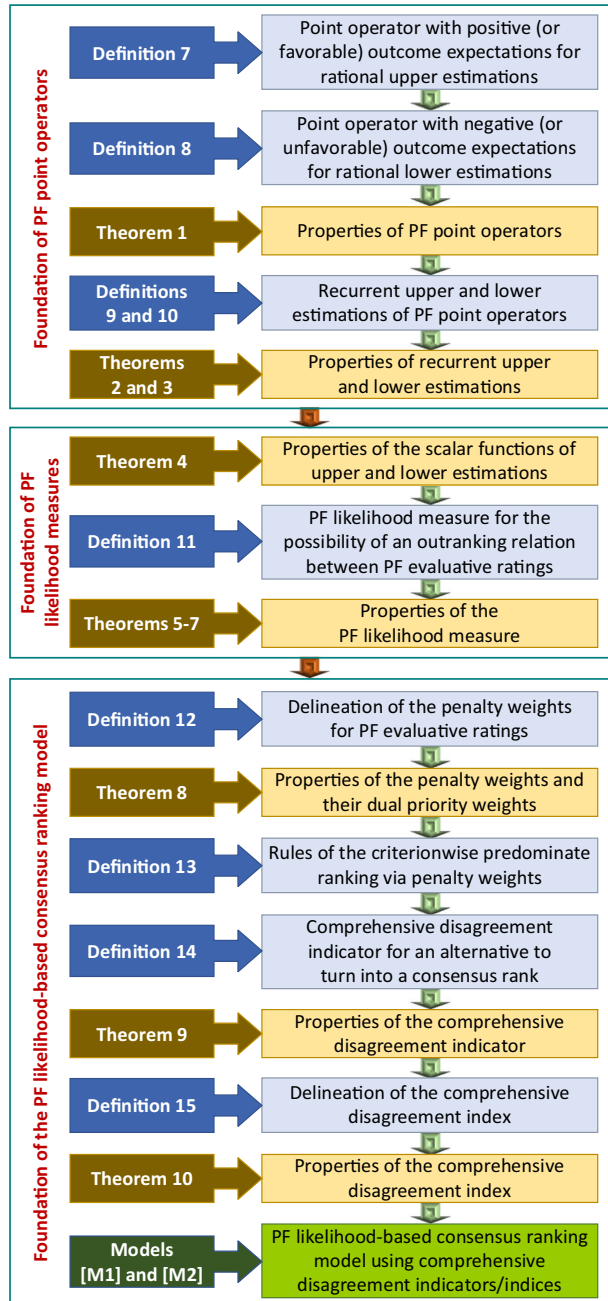 Foundation of PF point operators
Definition 7
Point operator with positive (or
favorable) outcome expectations for
rational upper estimations
Definition 8
Point operator with negative (or
unfavorable) outcome expectations
for rational lower estimations
Theorem 1
Properties of PF point operators
Definitions
9 and 10
Recurrent upper and lower
estimations of PF point operators
Theorems
2 and 3
Properties of recurrent upper
and lower estimations
Foundation of PF
likelihood measures
Theorem 4
Properties of the scalar functions of
upper and lower estimations
Definition 11
PF likelihood measure for the
possibility of an outranking relation
between PF evaluative ratings
Theorems 5-7
Properties of the
PF likelihood measure
Foundation of the PF likelihood-based consensus ranking model
Definition 12
Delineation of the penalty weights
for PF evaluative ratings
Theorem 8
Properties of the penalty weights and
their dual priority weights
Definition 13
Rules of the criterionwise predominate
ranking via penalty weights
Definition 14
Comprehensive disagreement
indicator for an alternative to
turn into a consensus rank
Theorem 9
Properties of the comprehensive
disagreement indicator
Definition 15
Delineation of the comprehensive
disagreement index
Theorem 10
Properties of the comprehensive
disagreement index
Models
[M1] and [M2]
PF likelihood-based consensus ranking
model using comprehensive
disagreement indicators/indices